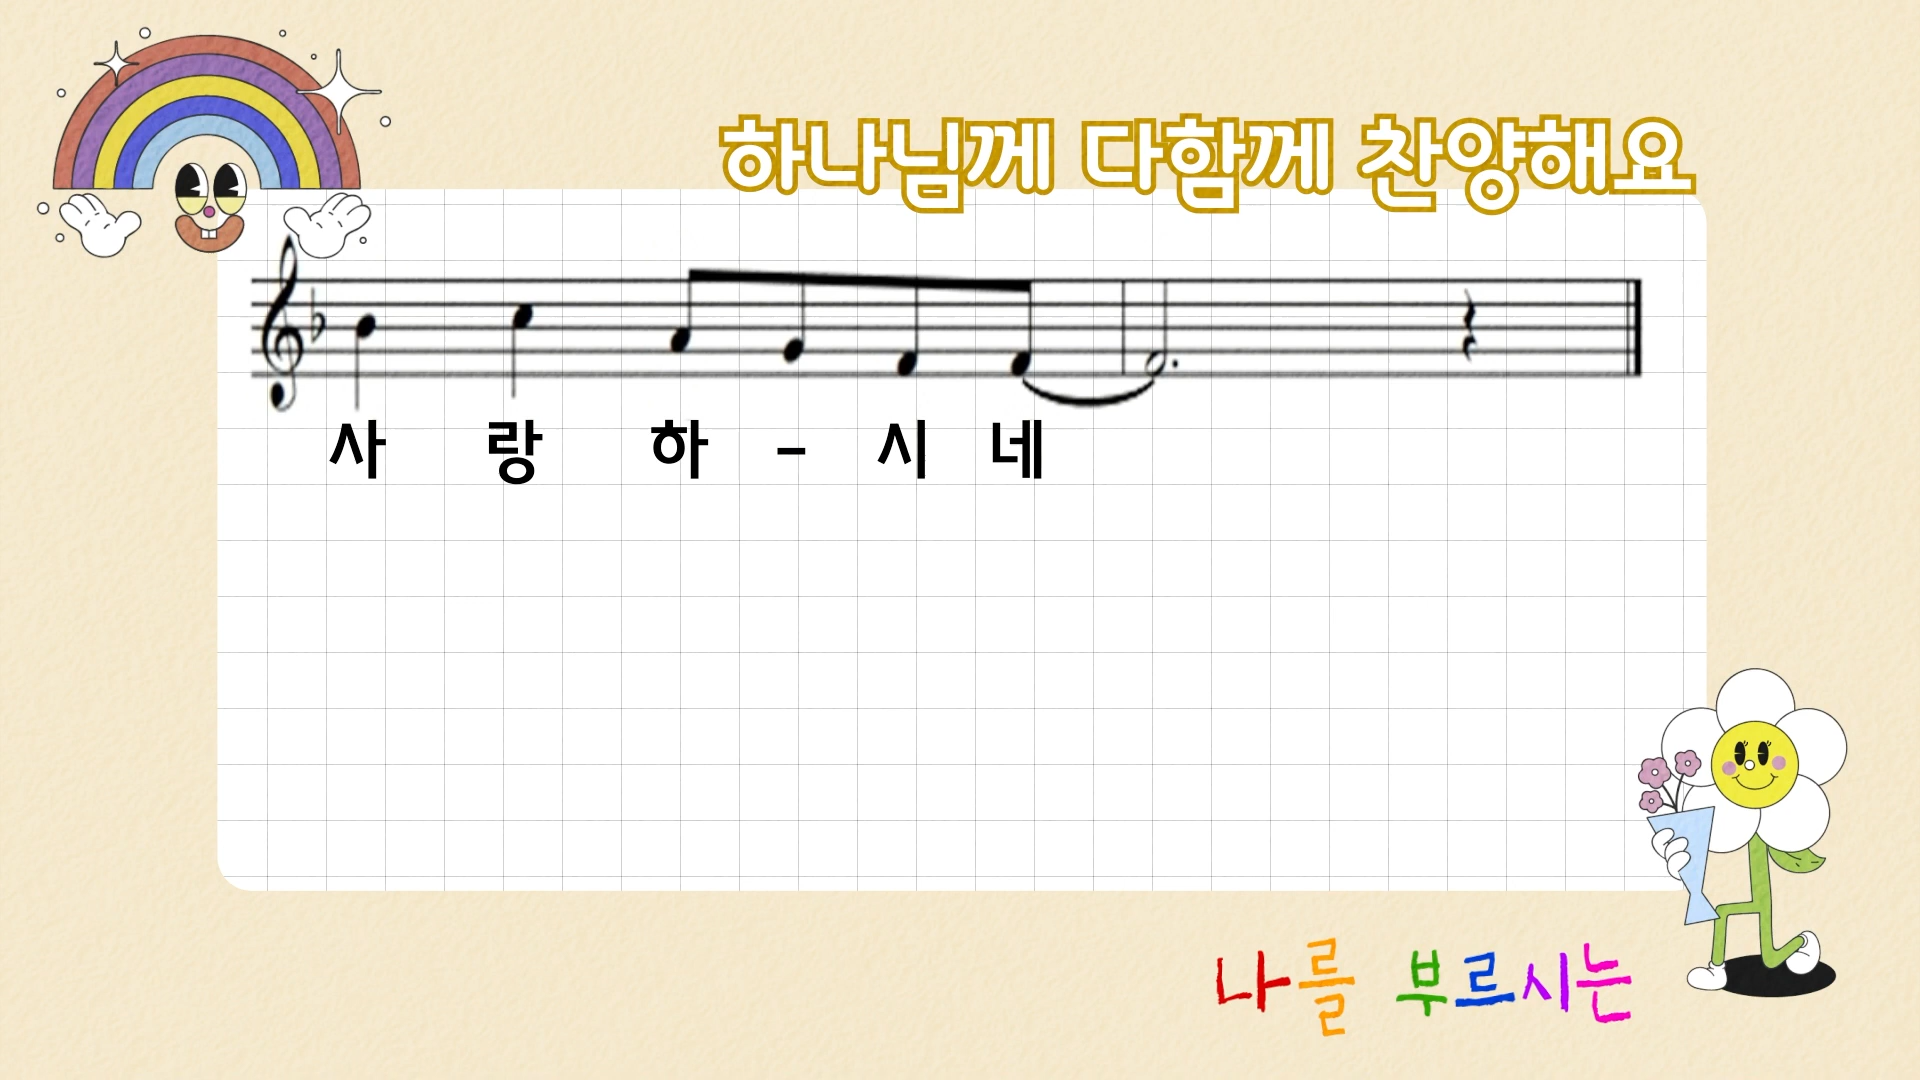 하나님께 다함께 찬양해요
사 랑 하 - 시 네
나를 부르시는